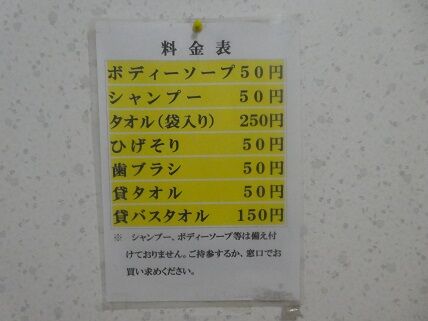 料金表
ボディーソープ50円
シャンプー 50円
タオル(袋入り) 250円
ひげそり 50円
歯ブラシ 50円
貸タオル 50円
貸バスタオル 150円
※ シャンプー、ボディーソープ等は備え付
けておりません。ご持参するか、窓口でお
買い求めください。